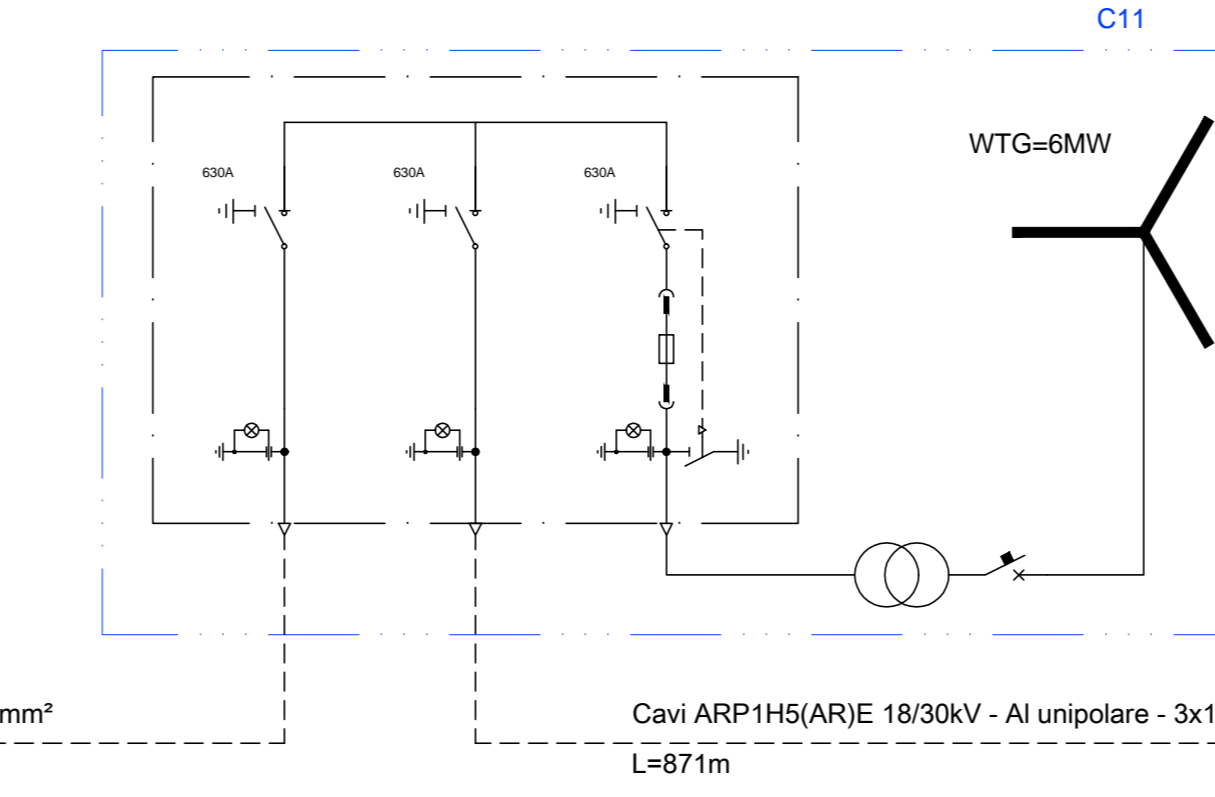 C11
WTG=6MW
630A
630A
630A
mm²
Cavi ARP1H5(AR)E 18/30kV - Al unipolare - 3x1
L=871m